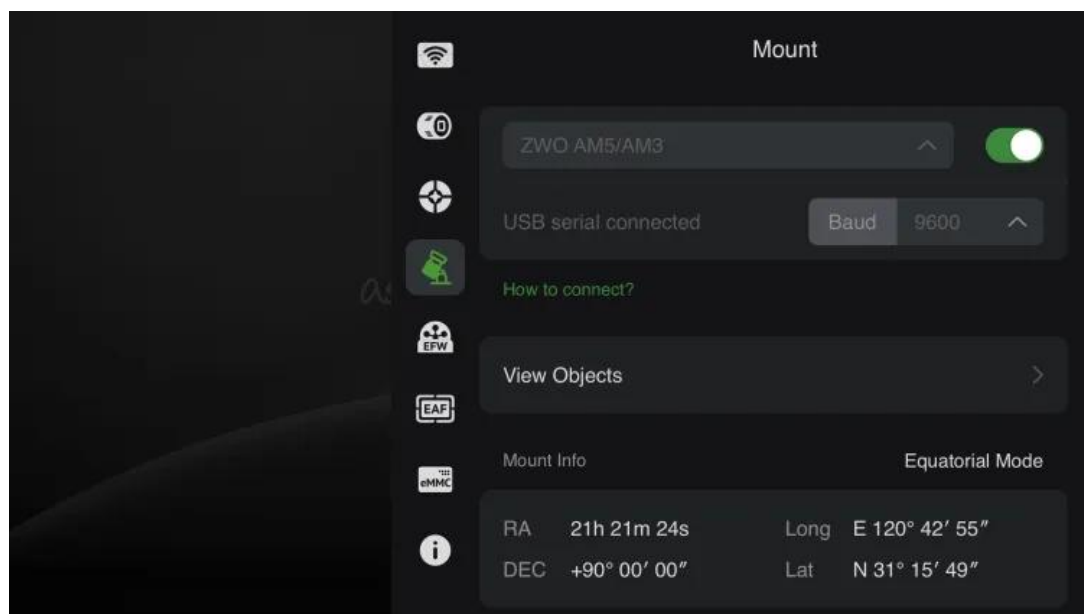 Mount
ZWO AM5/AM3
USB serial connected Baud 9600
How to connect?
EFW
View Objects
EAF
Mount Info Equatorial Mode
eMMC
RA 21h 21m 24s Long E 120° 42′ 55″
DEC +90° 00′ 00″ Lat N 31° 15′ 49″